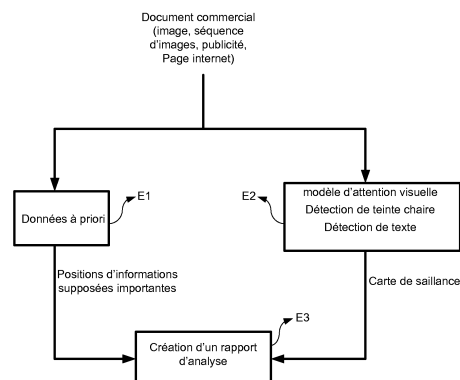 Document commercial
(image, séquence
d'images, publicité,
Page internet)
E1
E2
Données à priori
modèle d'attention visuelle
Détection de teinte chaire
Détection de texte
Positions d'informations
supposées importantes
Carte de saillance
E3
Création d'un rapport
d'analyse